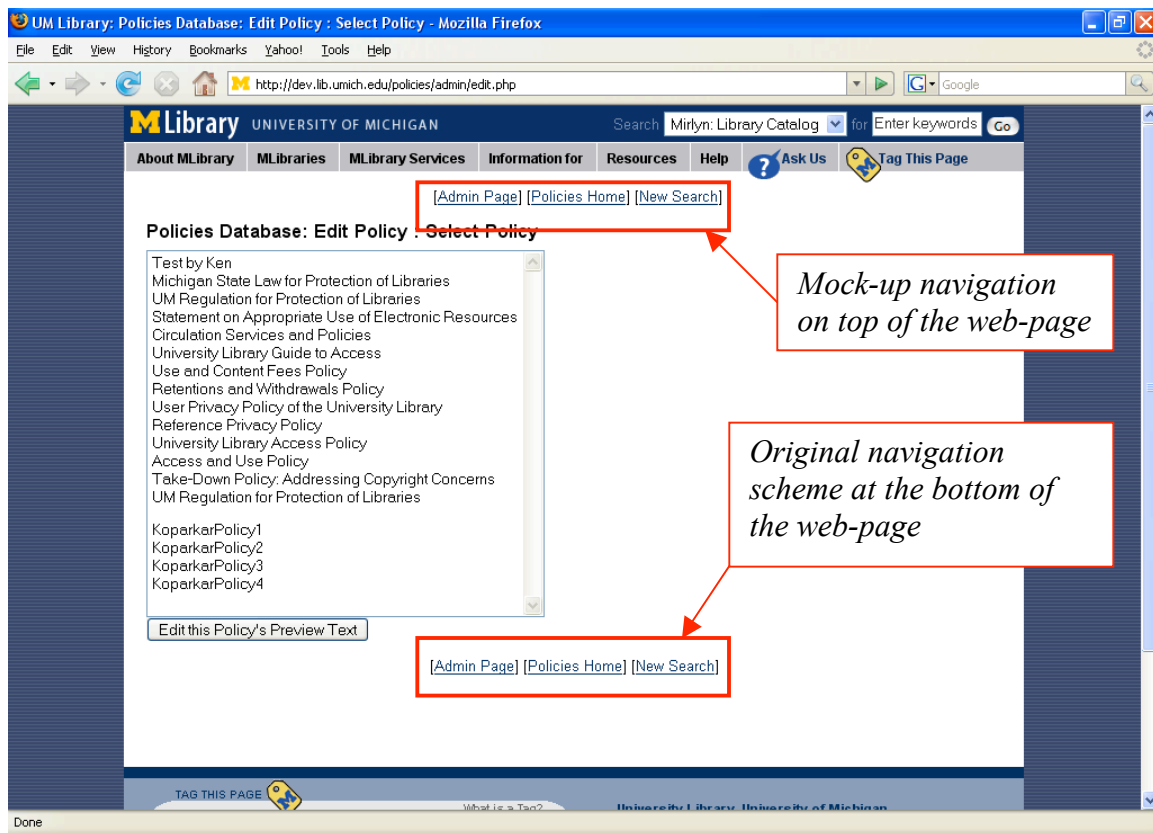 UM Library: Policies Database: Edit Policy : Select Policy - Mozilla Firefox
File Edit View History Bookmarks Yahoo! Tools Help
http://dev.lib.umich.edu/policies/admin/edit.php
G Google
MLibrary UNIVERSITY OF MICHIGAN Search Mirlyn: Library Catalog for Enter keywords Go
About MLibrary MLibraries MLibrary Services Information for Resources Help ? Ask Us Tag This Page
[Admin Page] [Policies Home] [New Search]
Policies Database: Edit Policy : Select Policy
Test by Ken
Michigan State Law for Protection of Libraries
UM Regulation for Protection of Libraries
Statement on Appropriate Use of Electronic Resources
Circulation Services and Policies
University Library Guide to Access
Use and Content Fees Policy
Retentions and Withdrawals Policy
User Privacy Policy of the University Library
Reference Privacy Policy
University Library Access Policy
Access and Use Policy
Take-Down Policy: Addressing Copyright Concerns
UM Regulation for Protection of Libraries
KoparkarPolicy1
KoparkarPolicy2
KoparkarPolicy3
KoparkarPolicy4
Mock-up navigation
on top of the web-page
Original navigation
scheme at the bottom of
the web-page
Edit this Policy's Preview Text
[Admin Page] [Policies Home] [New Search]
TAG THIS PAGE
What is a Tag?
University Library, University of Michigan
Done